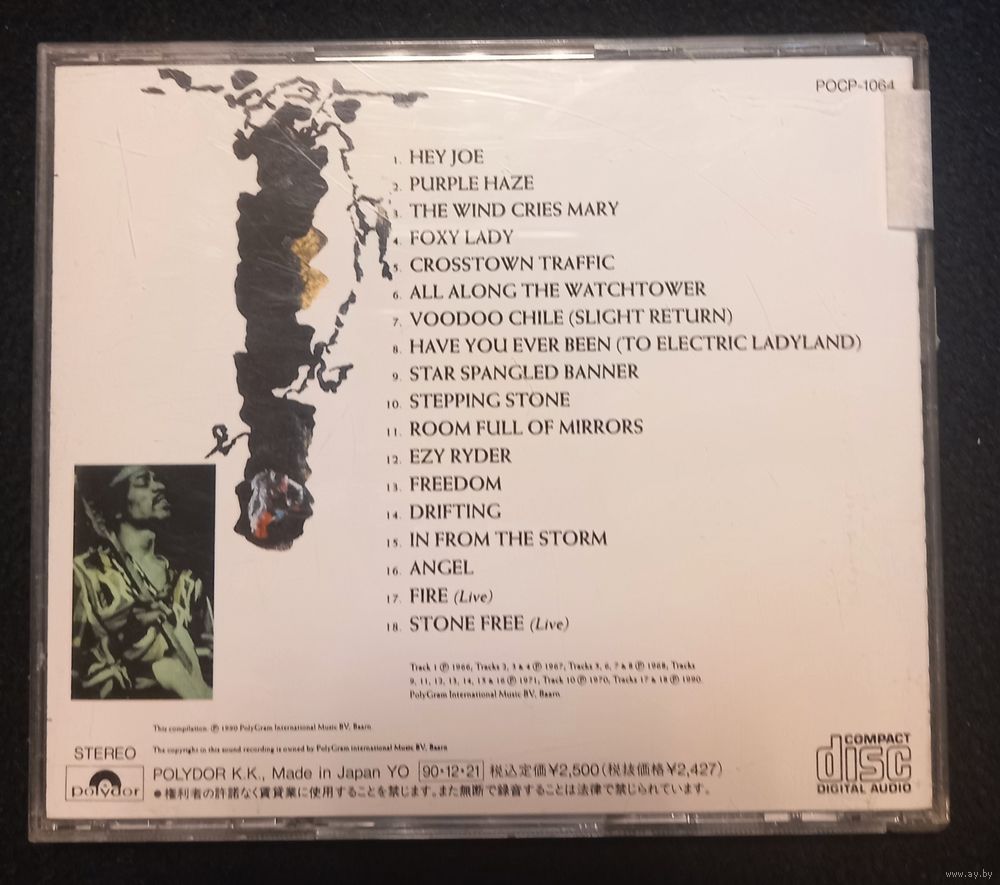 POCP-1064
1. HEY JOE
2. PURPLE HAZE
3. THE WIND CRIES MARY
4. FOXY LADY
5. CROSSTOWN TRAFFIC
6. ALL ALONG THE WATCHTOWER
7. VOODOO CHILE (SLIGHT RETURN)
8. HAVE YOU EVER BEEN (TO ELECTRIC LADYLAND)
9. STAR SPANGLED BANNER
10. STEPPING STONE
11. ROOM FULL OF MIRRORS
12. EZY RYDER
13. FREEDOM
14. DRIFTING
15. IN FROM THE STORM
16. ANGEL
17. FIRE (Live)
18. STONE FREE (Live)
Track 1 ℗ 1966, Tracks 2, 3 & 4 ℗ 1967, Tracks 5, 6, 7 & 8 ℗ 1968, Tracks
9, 11, 12, 13, 14, 15 & 16 ℗ 1971, Track 10 ℗ 1970, Tracks 17 & 18 ℗ 1990.
PolyGram International Music BV, Baarn.
This compilation. ℗ 1990 PolyGram International Music BV, Baarn
STEREO
The copyright in this sound recording is owned by PolyGram International Music BV, Baarn
polydor
POLYDOR K.K., Made in Japan YO 90・12・21 税込定価¥2,500(税抜価格¥2,427)
●権利者の許諾なく賃貸業に使用することを禁じます。また無断で録音することは法律で禁じられています。
COMPACT
disc
DIGITAL AUDIO
www.ay.by